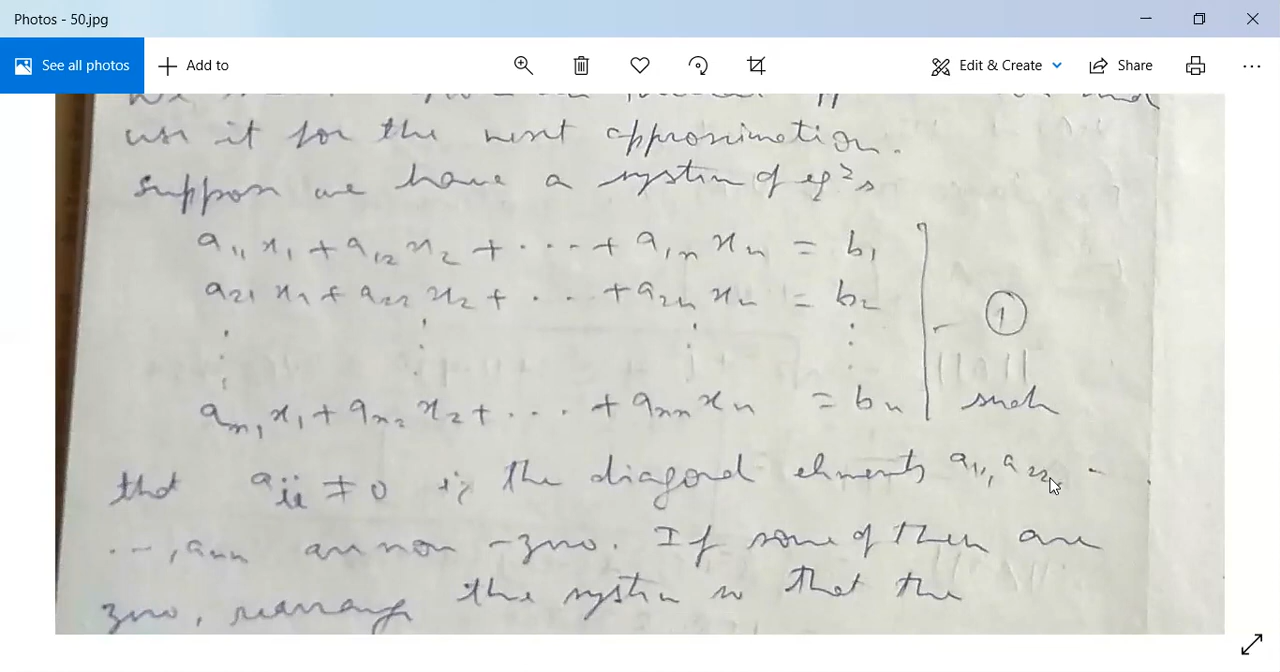 Photos - 50.jpg
See all photos
Add to
Edit & Create
Share
use it for the next approximation.
Suppose we have a system of eqns
a₁₁ x₁ + a₁₂ x₂ + ···+ a₁ₙ xₙ = b₁
a₂₁ x₁ + a₂₂ x₂ + ···+ a₂ₙ xₙ = b₂
①
aₙ₁ x₁ + aₙ₂ x₂ + ···+ aₙₙ xₙ = bₙ such
that aᵢᵢ ≠ 0 i.e. the diagonal elements a₁₁, a₂₂ -
··-, aₙₙ are non-zero. If some of them are
zero, rearrange the system so that the